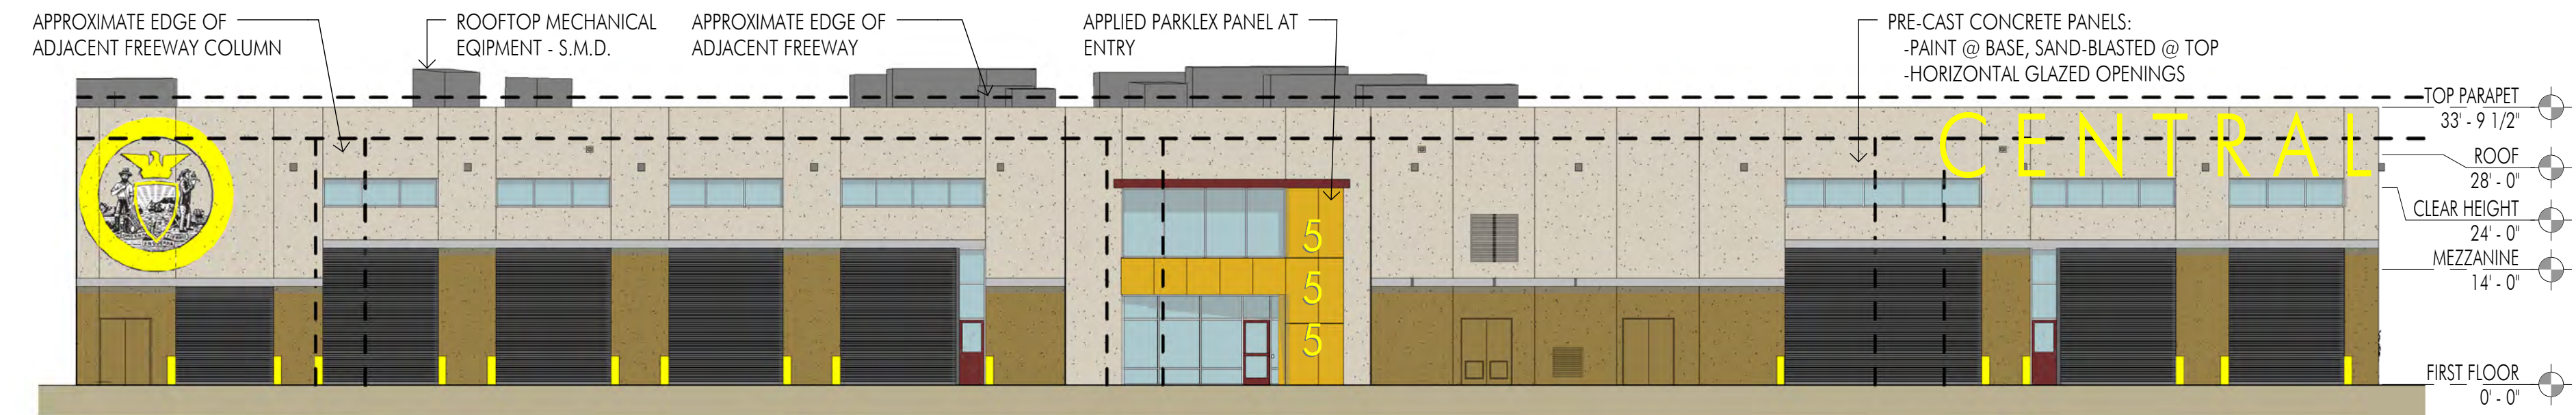 APPROXIMATE EDGE OF
ADJACENT FREEWAY COLUMN
ROOFTOP MECHANICAL
EQIPMENT - S.M.D.
APPROXIMATE EDGE OF
ADJACENT FREEWAY
APPLIED PARKLEX PANEL AT
ENTRY
PRE-CAST CONCRETE PANELS:
-PAINT @ BASE, SAND-BLASTED @ TOP
-HORIZONTAL GLAZED OPENINGS
CENTRAL
5
5
5
TOP PARAPET
33' - 9 1/2"
ROOF
28' - 0"
CLEAR HEIGHT
24' - 0"
MEZZANINE
14' - 0"
FIRST FLOOR
0' - 0"